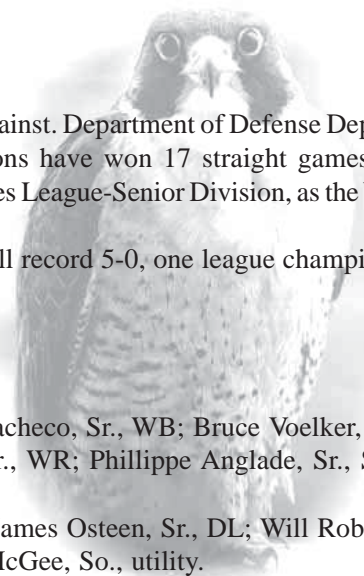 ainst. Department of Defense Dep
ons have won 17 straight games
es League-Senior Division, as the
ll record 5-0, one league champi
acheco, Sr., WB; Bruce Voelker,
r., WR; Phillippe Anglade, Sr., S
ames Osteen, Sr., DL; Will Rob
McGee, So., utility.